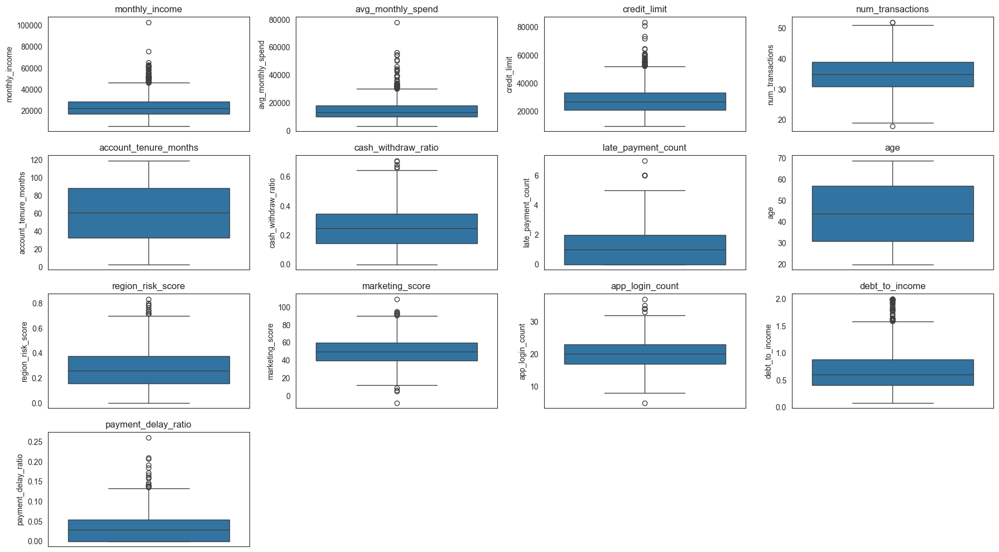 monthly_income
monthly_income
100000
80000
60000
40000
20000
avg_monthly_spend
avg_monthly_spend
80000
60000
40000
20000
0
credit_limit
credit_limit
80000
60000
40000
20000
num_transactions
num_transactions
50
40
30
20
account_tenure_months
account_tenure_months
120
100
80
60
40
20
0
cash_withdraw_ratio
cash_withdraw_ratio
0.6
0.4
0.2
0.0
late_payment_count
late_payment_count
6
4
2
0
age
age
70
60
50
40
30
20
region_risk_score
region_risk_score
0.8
0.6
0.4
0.2
0.0
marketing_score
marketing_score
100
80
60
40
20
0
app_login_count
app_login_count
30
20
10
debt_to_income
debt_to_income
2.0
1.5
1.0
0.5
0.0
payment_delay_ratio
payment_delay_ratio
0.25
0.20
0.15
0.10
0.05
0.00